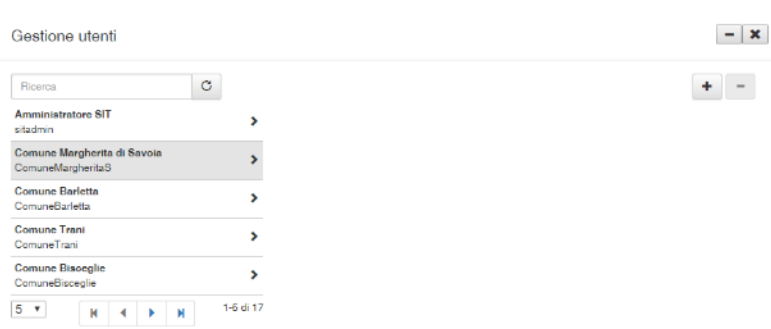 Gestione utenti
Ricerca
Amministratore SIT
sitadmin
Comune Margherita di Savoia
ComuneMargheritaS
Comune Barletta
ComuneBarletta
Comune Trani
ComuneTrani
Comune Bisceglie
ComuneBisceglie
5 1-6 di 17